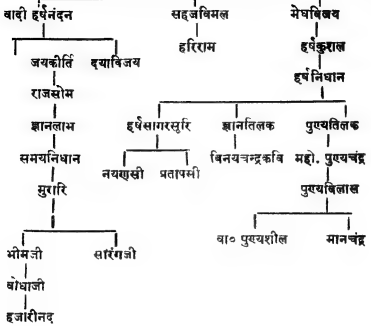 वादी हर्षनंदन सहजविमल मेघविजय
जयकीर्ति दयाविजय हरिराम हर्षकुशल
राजसोम हर्षनिधान
ज्ञानलाभ हर्षसागरसूरि ज्ञानतिलक पुण्यतिलक
समयनिधान नयणसी प्रतापसी विनयचन्द्रकवि महो. पुण्यचंद्र
मुरारि पुण्यविलास
भीमजी सारंगजी वा० पुण्यशील मानचंद्र
बोधाजी
हजारीनद